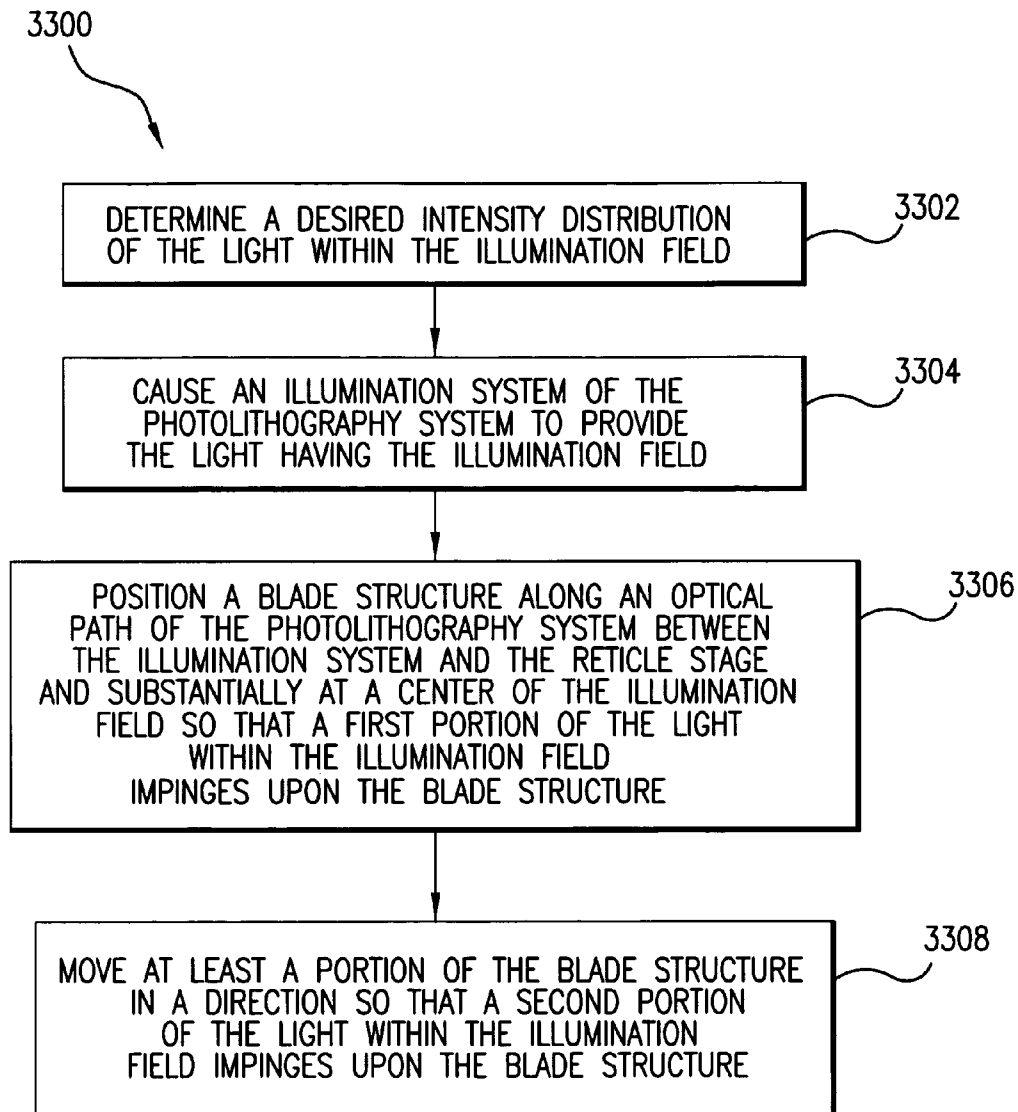 3300
DETERMINE A DESIRED INTENSITY DISTRIBUTION
OF THE LIGHT WITHIN THE ILLUMINATION FIELD
3302
CAUSE AN ILLUMINATION SYSTEM OF THE
PHOTOLITHOGRAPHY SYSTEM TO PROVIDE
THE LIGHT HAVING THE ILLUMINATION FIELD
3304
POSITION A BLADE STRUCTURE ALONG AN OPTICAL
PATH OF THE PHOTOLITHOGRAPHY SYSTEM BETWEEN
THE ILLUMINATION SYSTEM AND THE RETICLE STAGE
AND SUBSTANTIALLY AT A CENTER OF THE ILLUMINATION
FIELD SO THAT A FIRST PORTION OF THE LIGHT
WITHIN THE ILLUMINATION FIELD
IMPINGES UPON THE BLADE STRUCTURE
3306
MOVE AT LEAST A PORTION OF THE BLADE STRUCTURE
IN A DIRECTION SO THAT A SECOND PORTION
OF THE LIGHT WITHIN THE ILLUMINATION
FIELD IMPINGES UPON THE BLADE STRUCTURE
3308